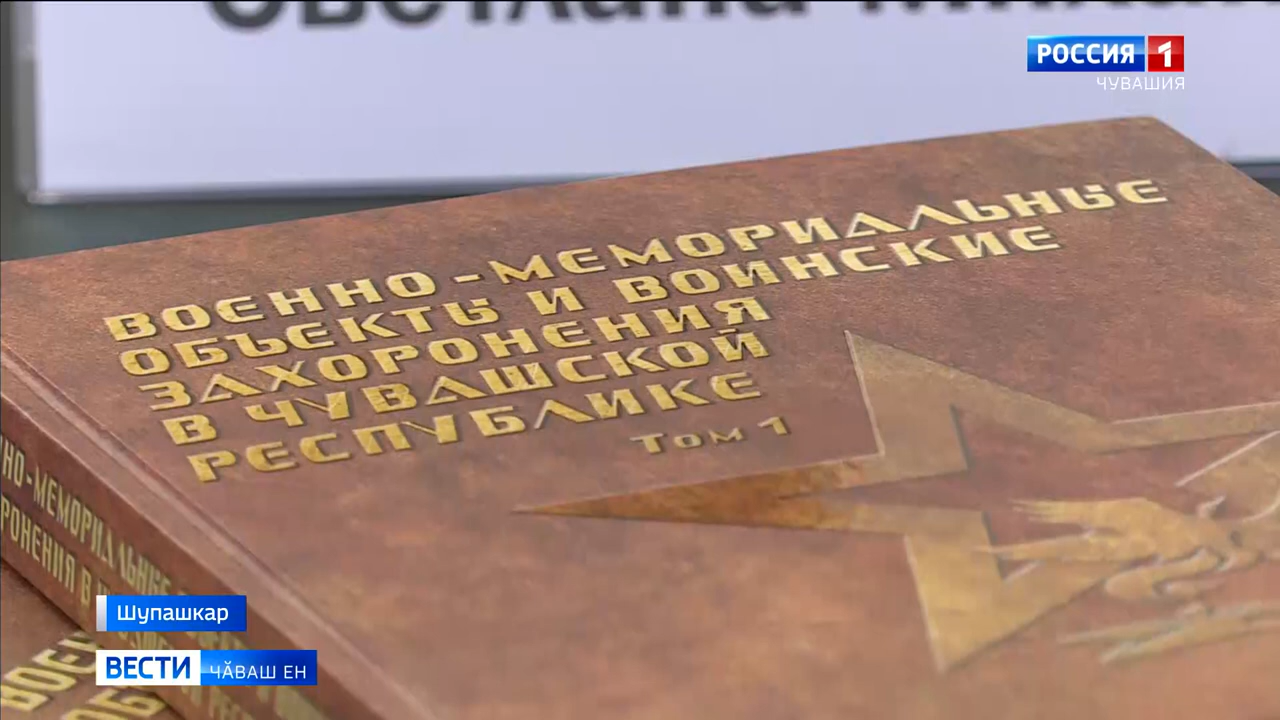 РОССИЯ 1
ЧУВАШИЯ
ВОЕННО-МЕМОРИАЛЬНЫЕ
ОБЪЕКТЫ И ВОИНСКИЕ
ЗАХОРОНЕНИЯ
В ЧУВАШСКОЙ
РЕСПУБЛИКЕ
Том 1
Шупашкар
ВЕСТИ ЧӐВАШ ЕН